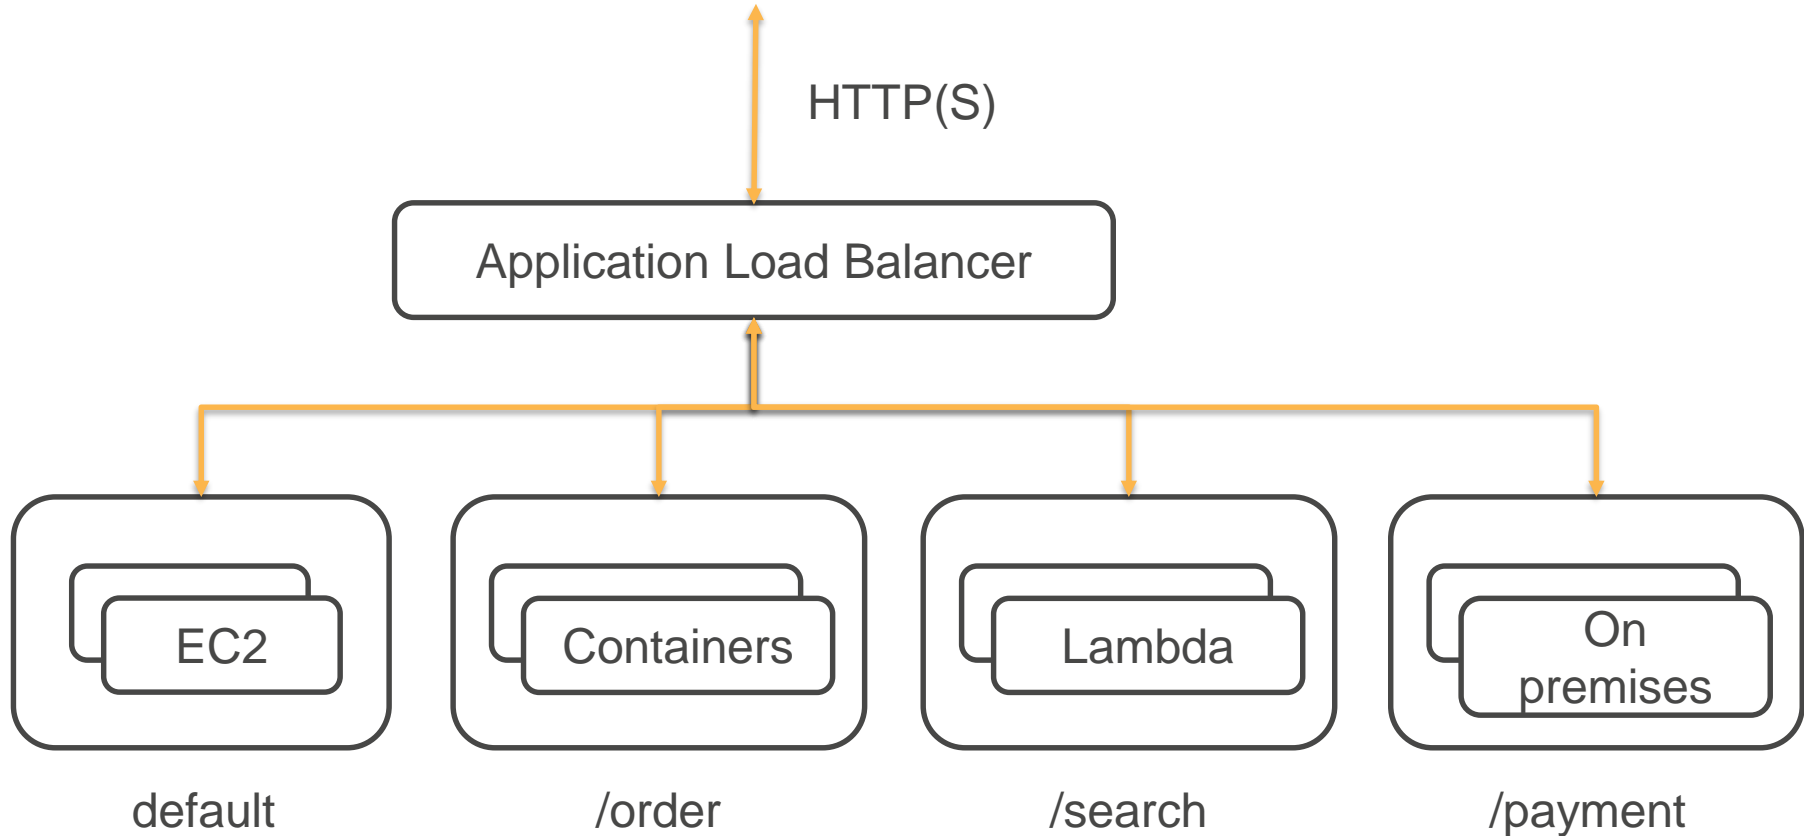 HTTP(S)
Application Load Balancer
EC2
Containers
Lambda
On
premises
default
/order
/search
/payment